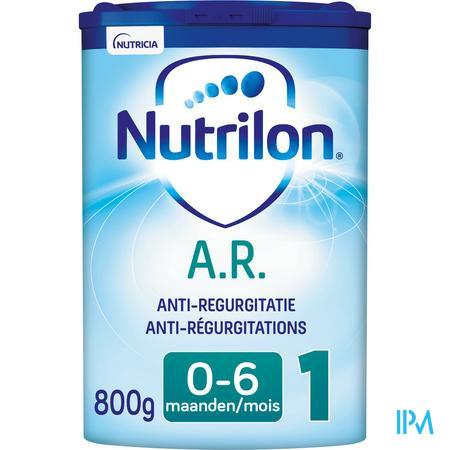 NUTRICIA
Nutrilon®
A.R.
ANTI-REGURGITATIE
ANTI-RÉGURGITATIONS
800g
0-6
maanden/mois
1
IPM